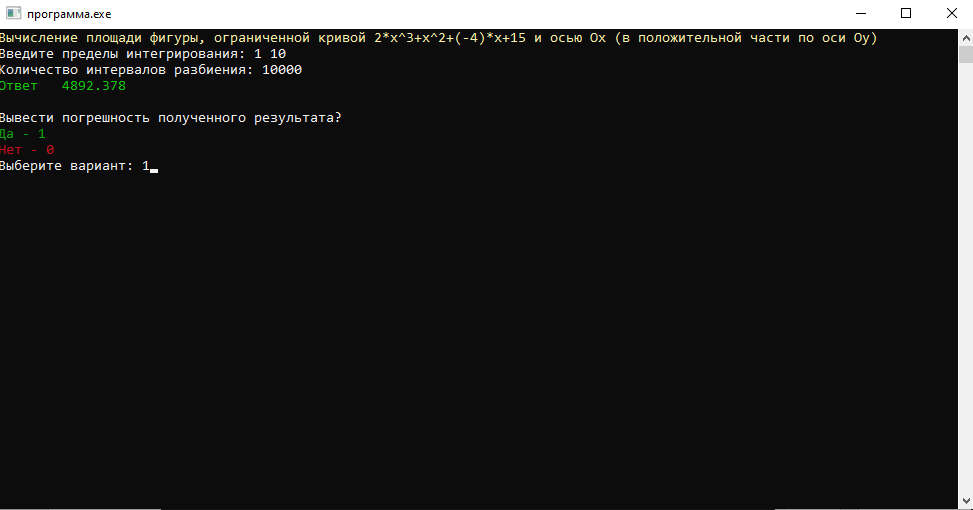 программа.exe
Вычисление площади фигуры, ограниченной кривой 2*x^3+x^2+(-4)*x+15 и осью Ох (в положительной части по оси Оу)
Введите пределы интегрирования: 1 10
Количество интервалов разбиения: 10000
Ответ   4892.378
Вывести погрешность полученного результата?
Да - 1
Нет - 0
Выберите вариант: 1